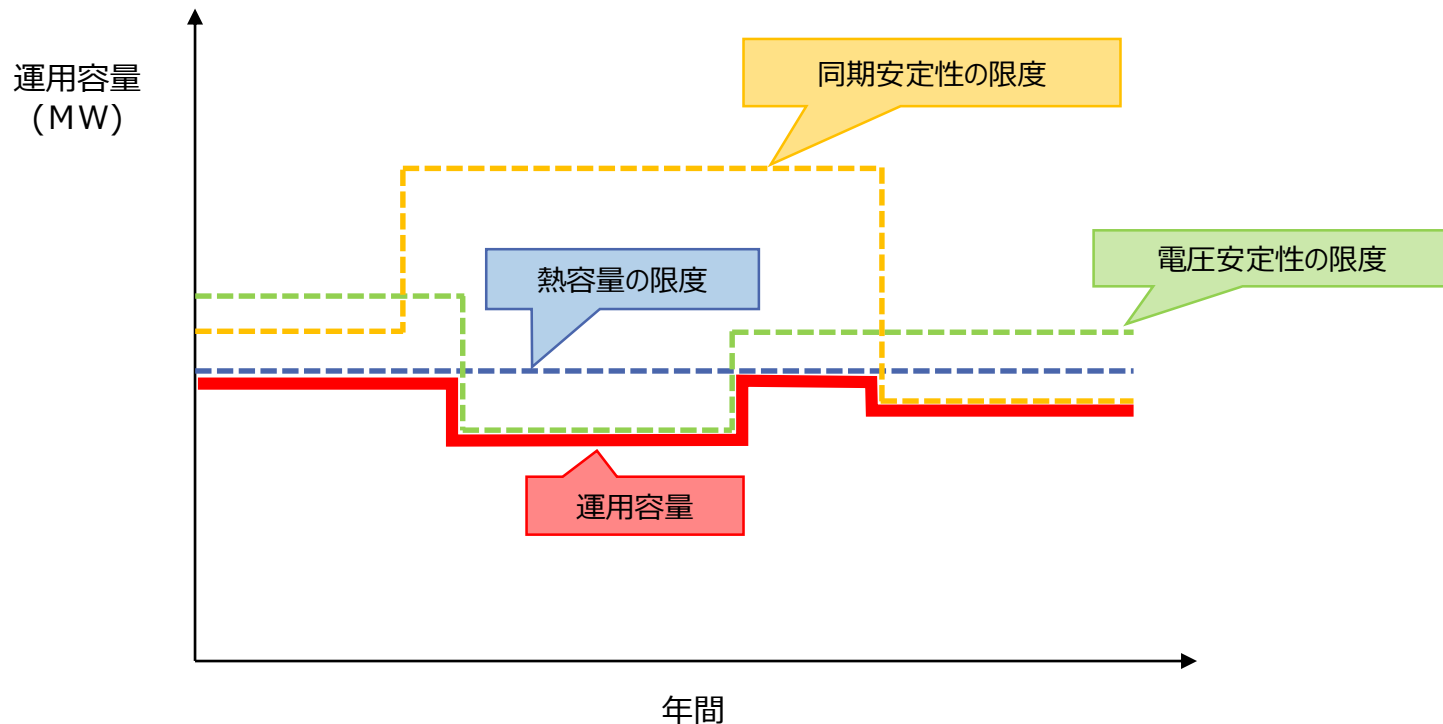 運用容量
(MW)
同期安定性の限度
熱容量の限度
電圧安定性の限度
運用容量
年間